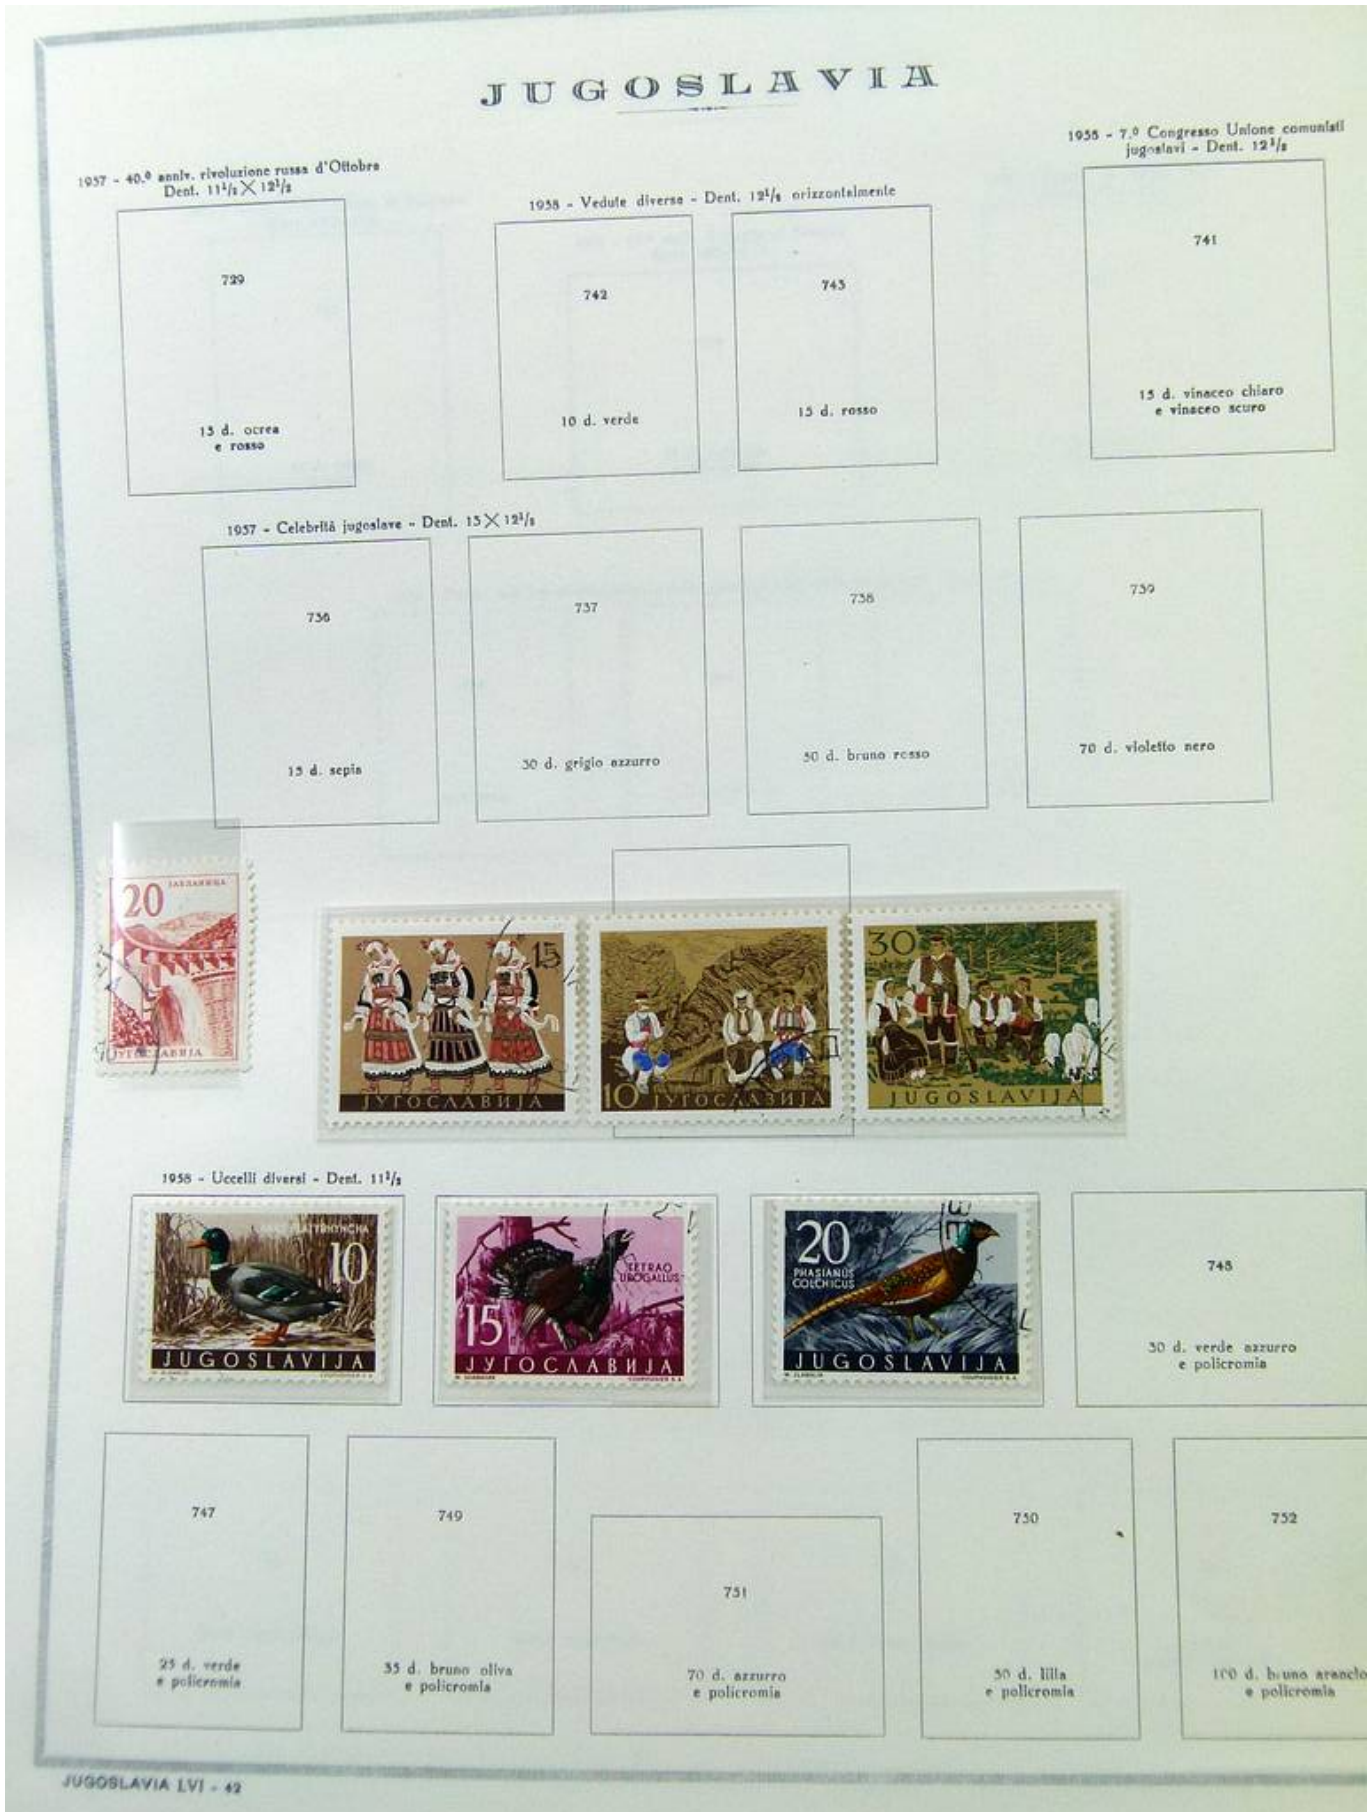 JUGOSLAVIA
1957 - 40.º anniv. rivoluzione russa d'Ottobre
Dent. 11¹/₂ X 12¹/₂
1958 - Vedute diverse - Dent. 12¹/₂ orizzontalmente
1958 - 7.º Congresso Unione comunisti
jugoslavi - Dent. 12¹/₂
729
15 d. ocrea
e rosso
742
10 d. verde
743
15 d. rosso
741
15 d. vinaceo chiaro
e vinaceo scuro
1957 - Celebrità jugoslave - Dent. 13 X 12¹/₂
736
15 d. sepia
737
30 d. grigio azzurro
738
50 d. bruno rosso
739
70 d. violetto nero
20
ЈАБЛАНИЦА
ЈУГОСЛАВИЈА
15
ЈУГОСЛАВИЈА
10 ЈУГОСЛАВИЈА
30
JUGOSLAVIJA
1958 - Uccelli diversi - Dent. 11¹/₂
PLATYRHYNCHA
10
JUGOSLAVIJA
TETRAO
UROGALLUS
15
ЈУГОСЛАВИЈА
20
PHASIANUS
COLCHICUS
JUGOSLAVIJA
748
30 d. verde azzurro
e policromia
747
25 d. verde
e policromia
749
35 d. bruno oliva
e policromia
751
70 d. azzurro
e policromia
750
50 d. lilla
e policromia
752
100 d. bruno arancio
e policromia
JUGOSLAVIA LVI - 42